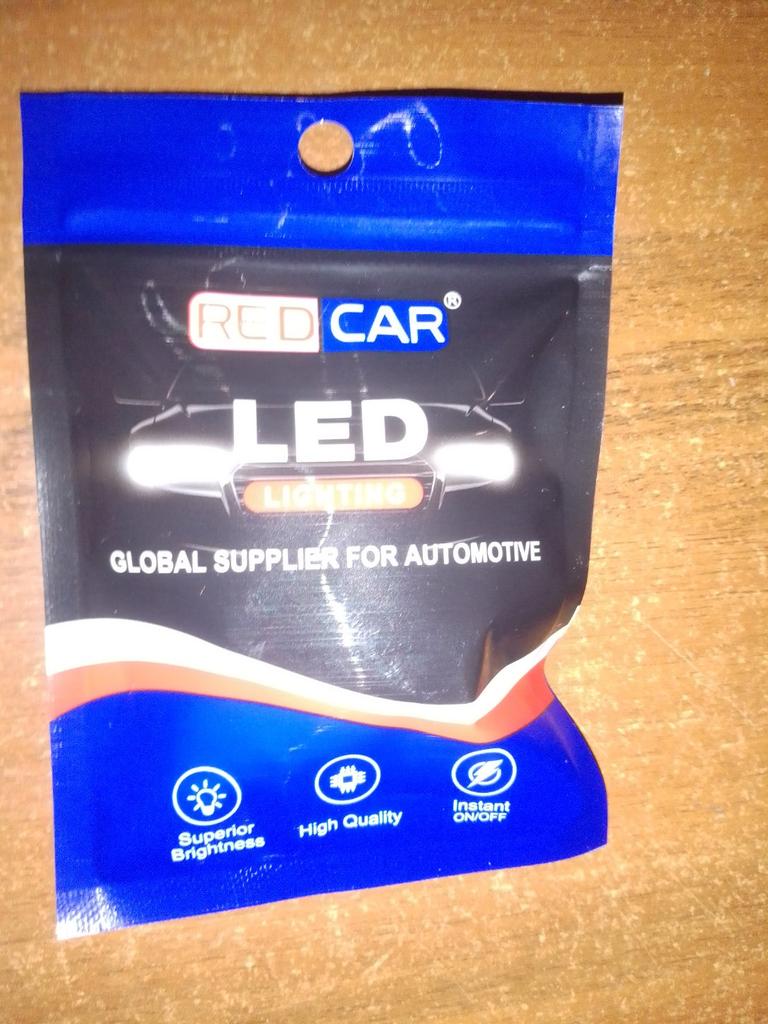 RED CAR®
LED
LIGHTING
GLOBAL SUPPLIER FOR AUTOMOTIVE
Superior
Brightness
High Quality
Instant
ON/OFF